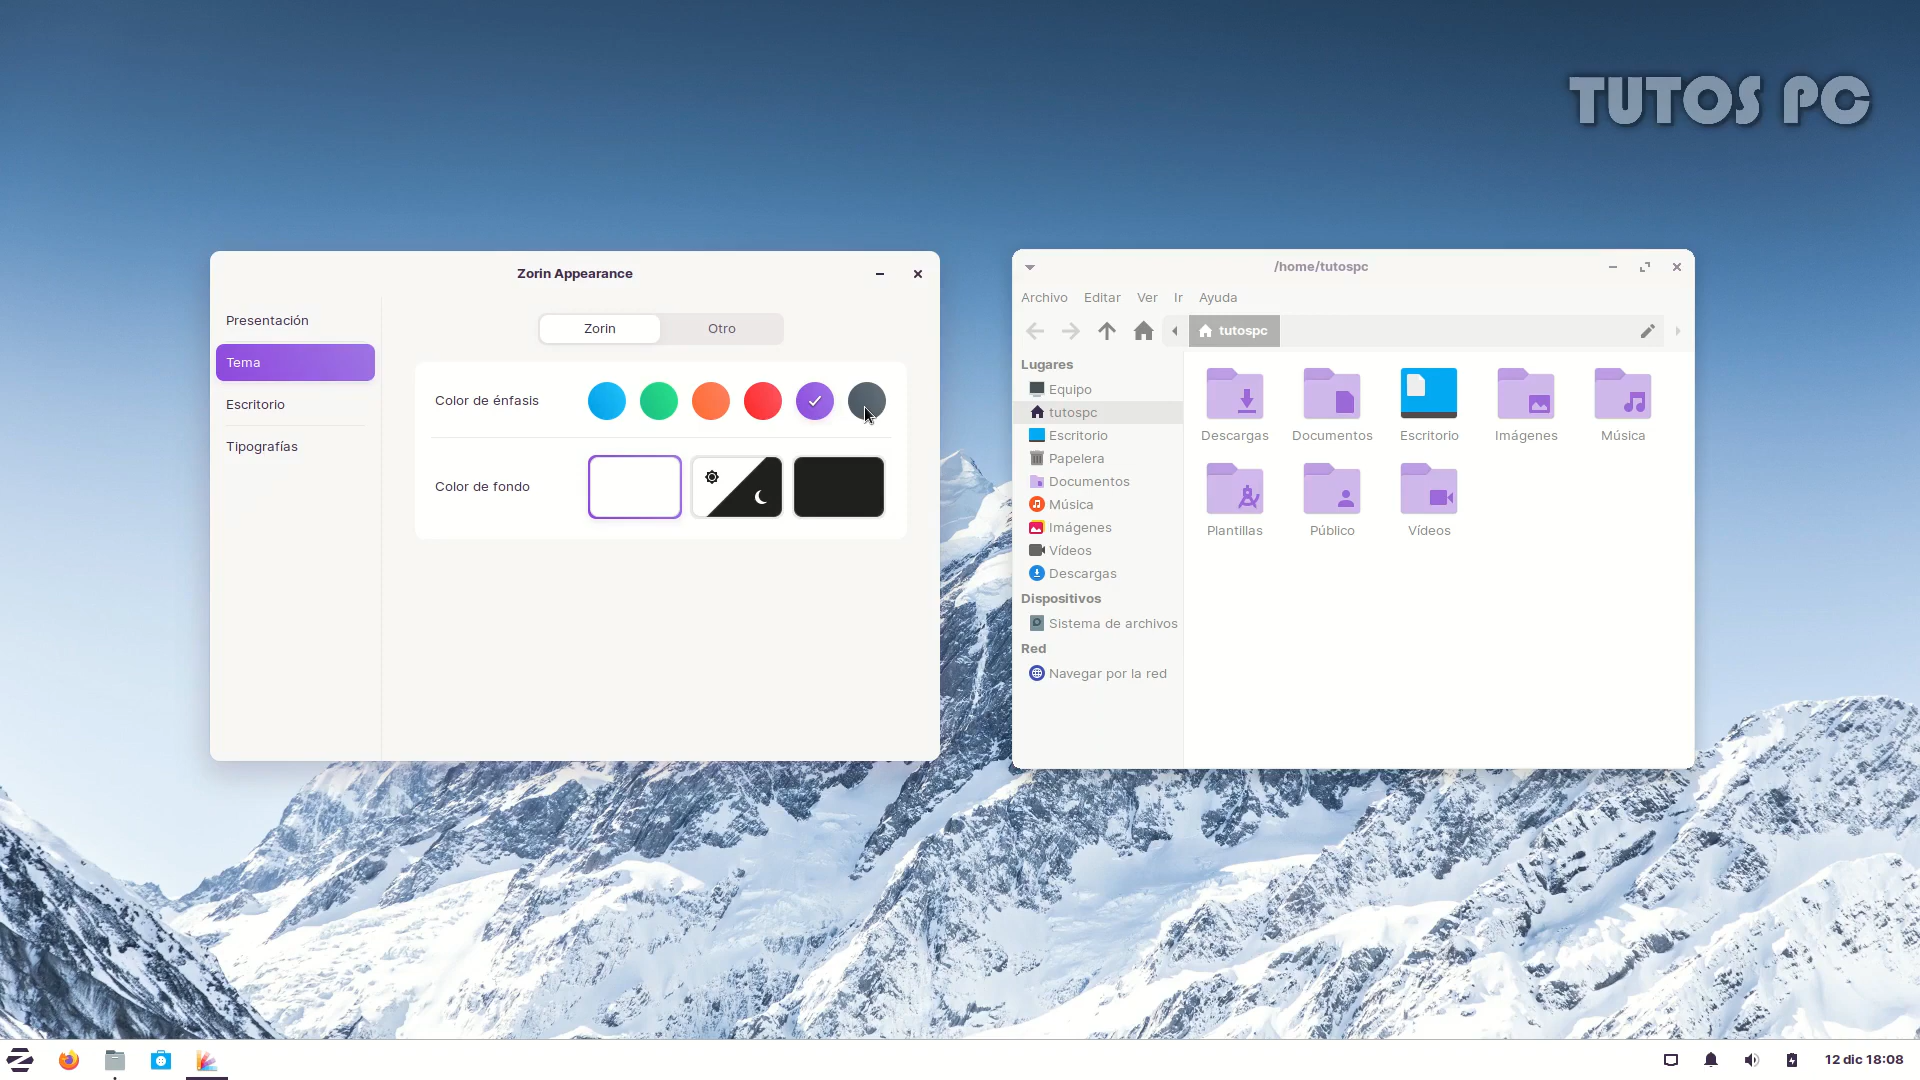 TUTOS PC
Zorin Appearance
Presentación
Tema
Escritorio
Tipografías
Zorin
Otro
Color de énfasis
Color de fondo
/home/tutospc
Archivo Editar Ver Ir Ayuda
tutospc
Lugares
Equipo
tutospc
Escritorio
Papelera
Documentos
Música
Imágenes
Vídeos
Descargas
Dispositivos
Sistema de archivos
Red
Navegar por la red
Descargas Documentos Escritorio Imágenes Música
Plantillas Público Vídeos
12 dic 18:08